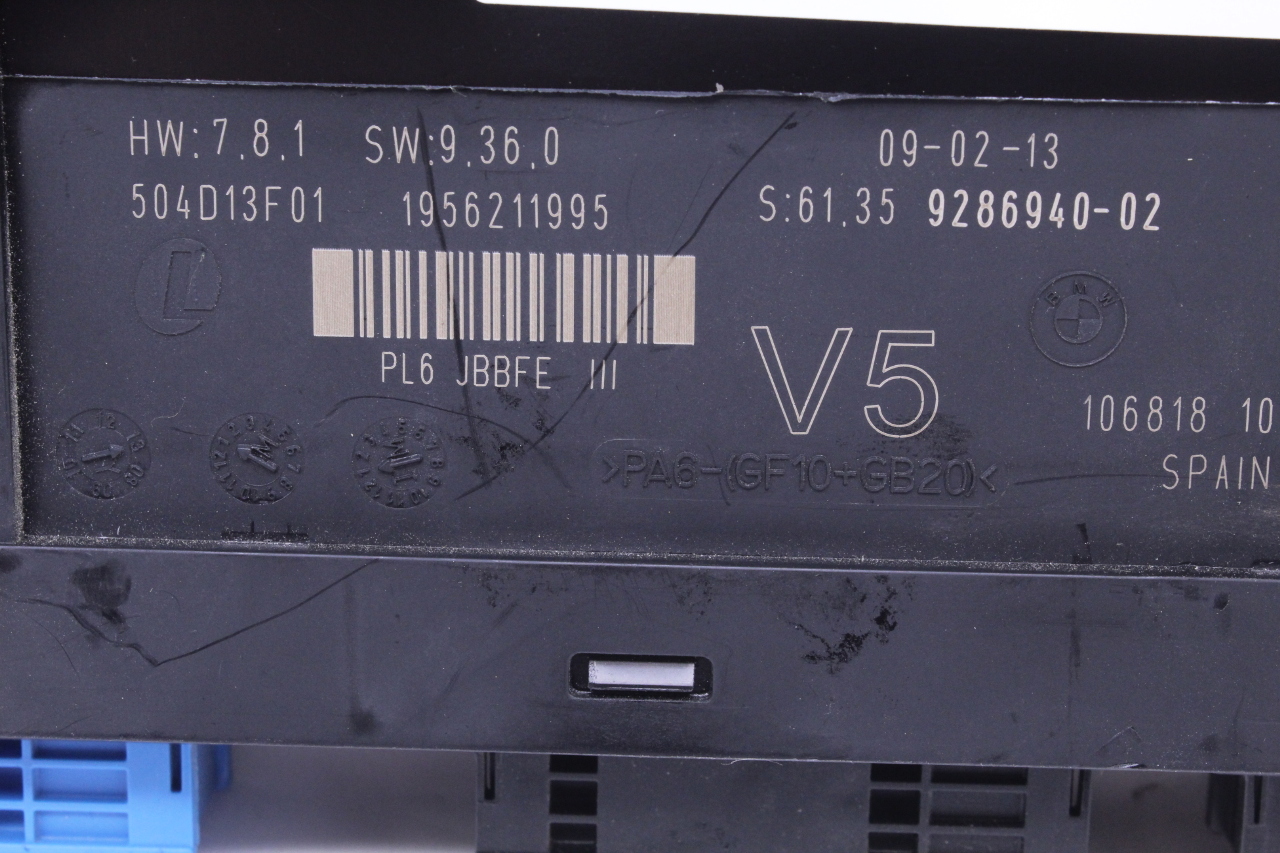 HW:7.8.1 SW:9.36.0 09-02-13
504D13F01 1956211995 S:61.35 9286940-02
L
BMW
PL6 JBBFE III
V5
106818 10
SPAIN
>PA6-(GF10+GB20)<